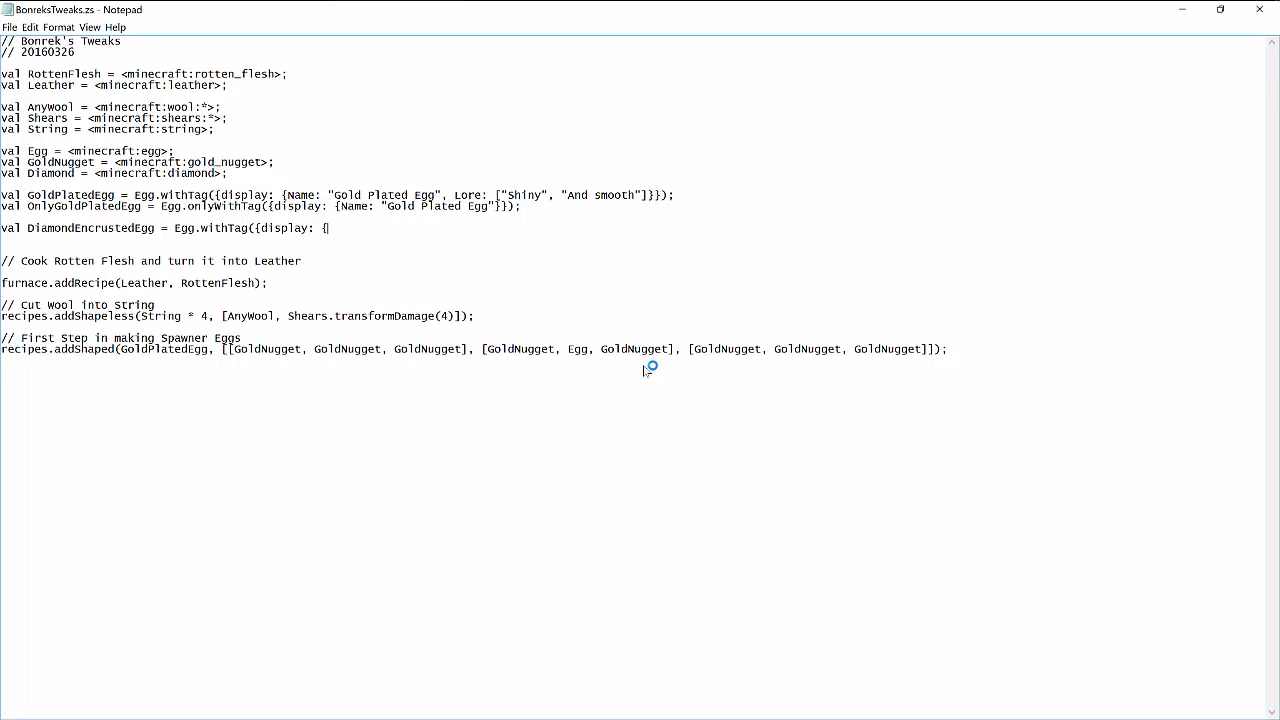 BonreksTweaks.zs - Notepad
File Edit Format View Help
// Bonrek's Tweaks
// 20160326
val RottenFlesh = <minecraft:rotten_flesh>;
val Leather = <minecraft:leather>;
val AnyWool = <minecraft:wool:*>;
val Shears = <minecraft:shears:*>;
val String = <minecraft:string>;
val Egg = <minecraft:egg>;
val GoldNugget = <minecraft:gold_nugget>;
val Diamond = <minecraft:diamond>;
val GoldPlatedEgg = Egg.withTag({display: {Name: "Gold Plated Egg", Lore: ["Shiny", "And smooth"]}});
val OnlyGoldPlatedEgg = Egg.onlyWithTag({display: {Name: "Gold Plated Egg"}});
val DiamondEncrustedEgg = Egg.withTag({display: {
// Cook Rotten Flesh and turn it into Leather
furnace.addRecipe(Leather, RottenFlesh);
// Cut Wool into String
recipes.addShapeless(String * 4, [AnyWool, Shears.transformDamage(4)]);
// First Step in making Spawner Eggs
recipes.addShaped(GoldPlatedEgg, [[GoldNugget, GoldNugget, GoldNugget], [GoldNugget, Egg, GoldNugget], [GoldNugget, GoldNugget, GoldNugget]]);